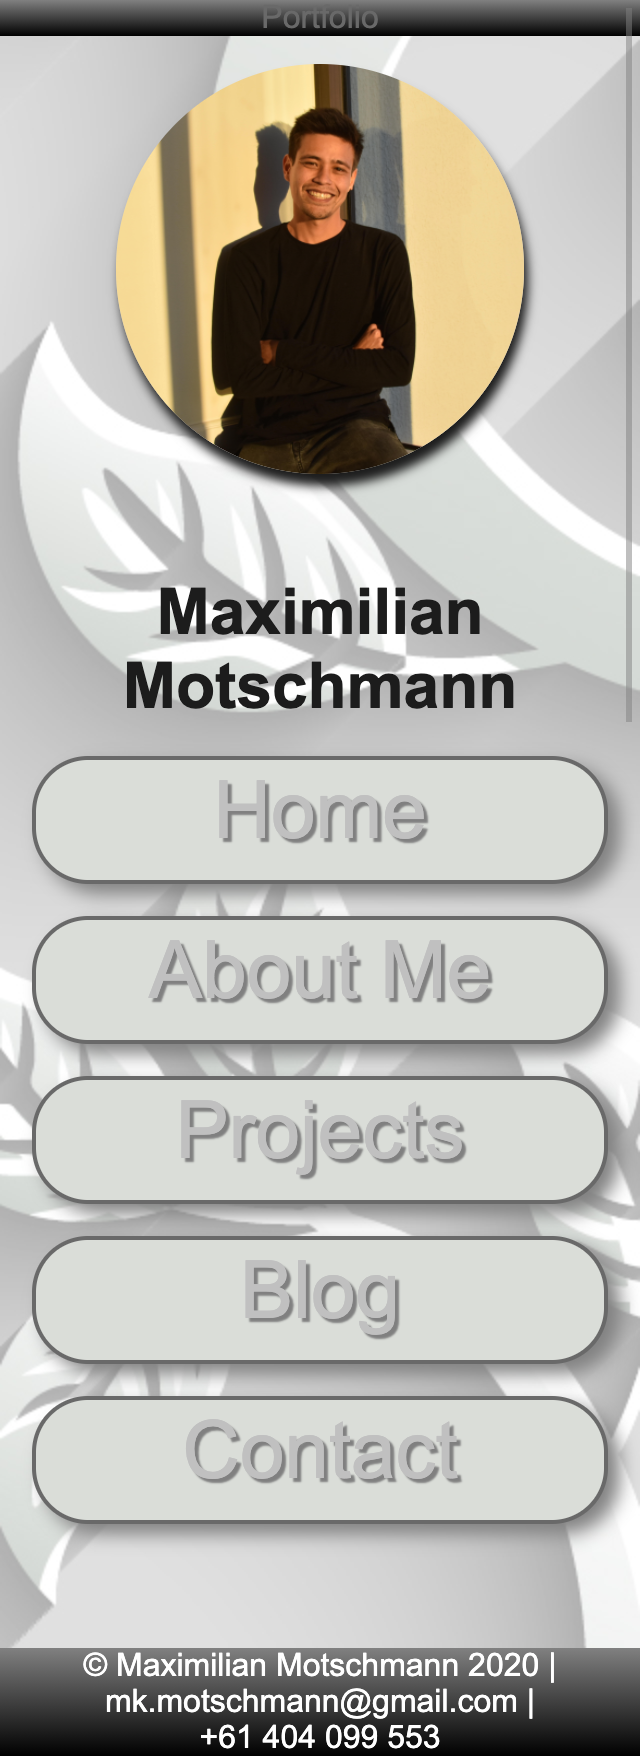 Portfolio
Maximilian
Motschmann
Home
About Me
Projects
Blog
Contact
© Maximilian Motschmann 2020 |
mk.motschmann@gmail.com |
+61 404 099 553